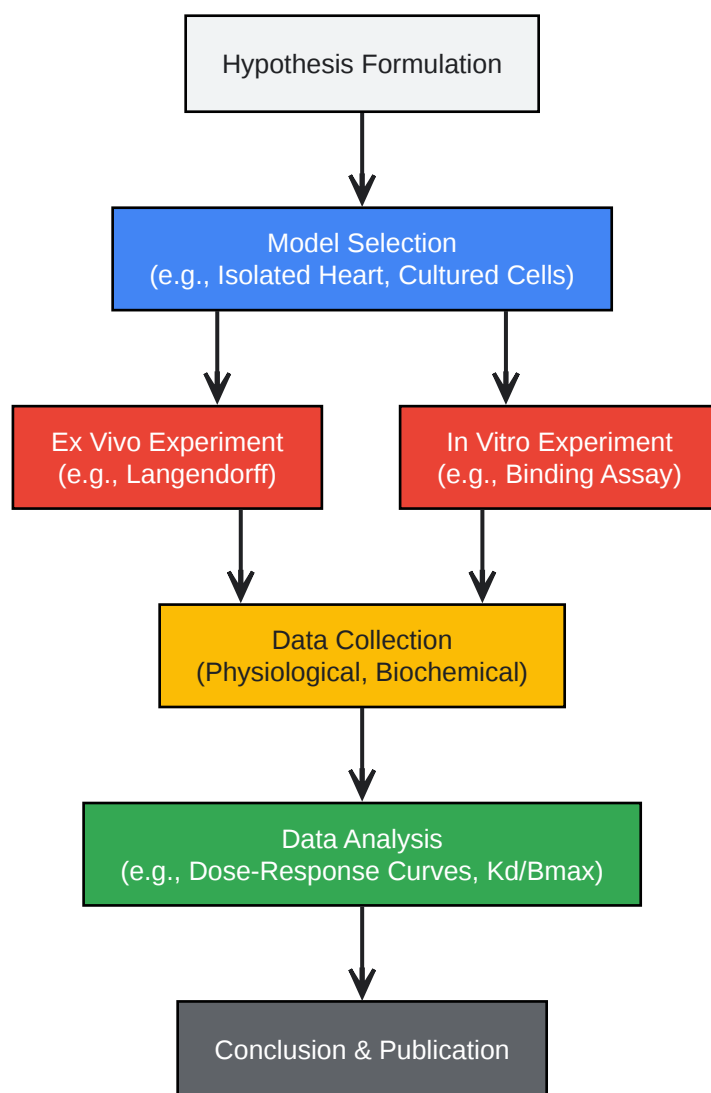 Hypothesis Formulation
Model Selection
(e.g., Isolated Heart, Cultured Cells)
Ex Vivo Experiment
(e.g., Langendorff)
In Vitro Experiment
(e.g., Binding Assay)
Data Collection
(Physiological, Biochemical)
Data Analysis
(e.g., Dose-Response Curves, Kd/Bmax)
Conclusion & Publication